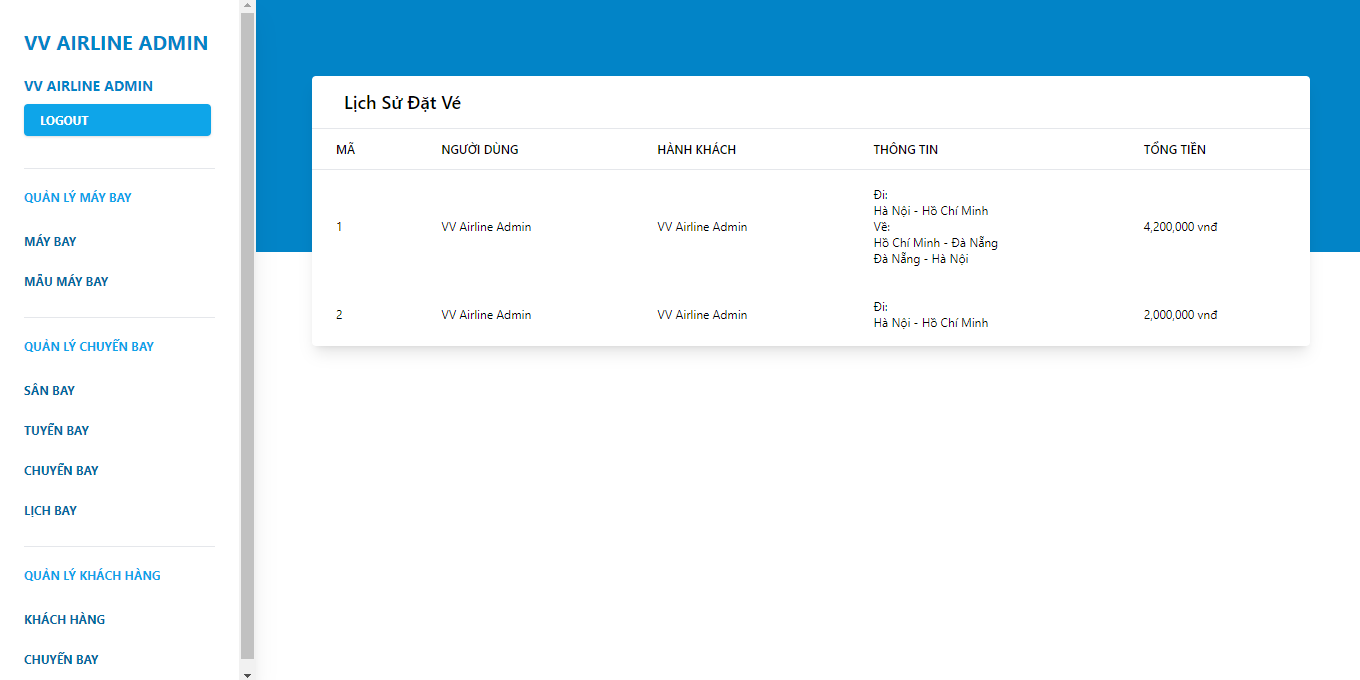 VV AIRLINE ADMIN
VV AIRLINE ADMIN
LOGOUT
QUẢN LÝ MÁY BAY
MÁY BAY
MẪU MÁY BAY
QUẢN LÝ CHUYẾN BAY
SÂN BAY
TUYẾN BAY
CHUYẾN BAY
LỊCH BAY
QUẢN LÝ KHÁCH HÀNG
KHÁCH HÀNG
CHUYẾN BAY
Lịch Sử Đặt Vé
MÃ NGƯỜI DÙNG HÀNH KHÁCH THÔNG TIN TỔNG TIỀN
1 VV Airline Admin VV Airline Admin Đi:
Hà Nội - Hồ Chí Minh
Về:
Hồ Chí Minh - Đà Nẵng
Đà Nẵng - Hà Nội
4,200,000 vnđ
2 VV Airline Admin VV Airline Admin Đi:
Hà Nội - Hồ Chí Minh
2,000,000 vnđ